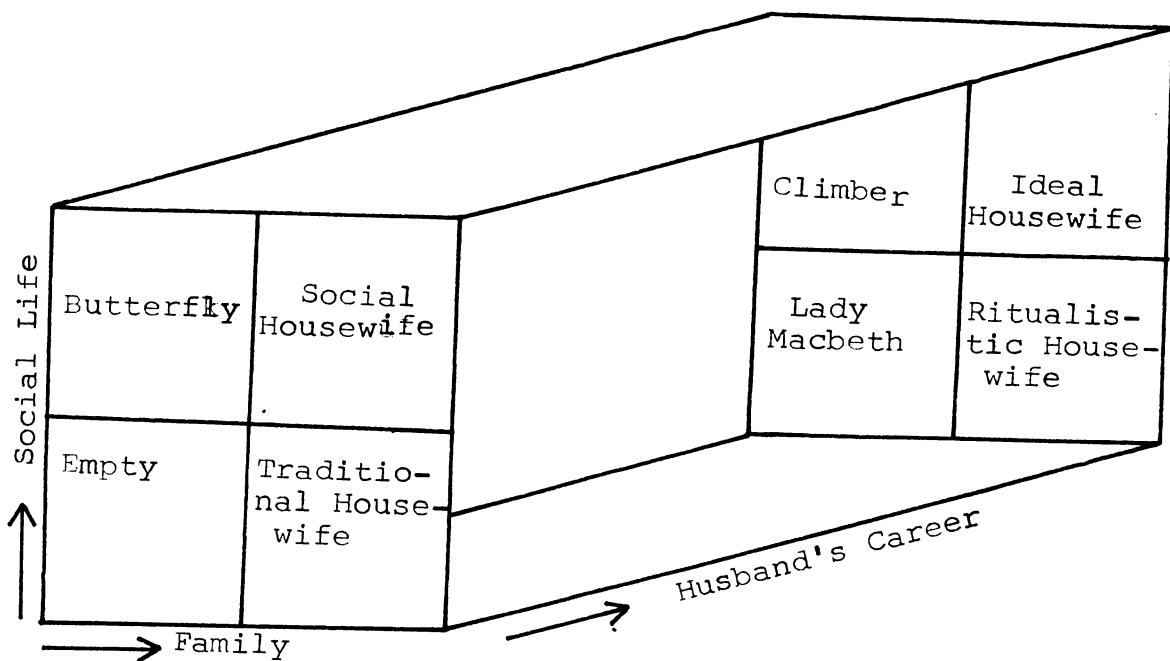 Climber
Ideal
Housewife
Butterfly
Social
Housewife
Lady
Macbeth
Ritualis-
tic House-
wife
Empty
Traditio-
nal House-
wife
Social Life
Family
Husband's Career